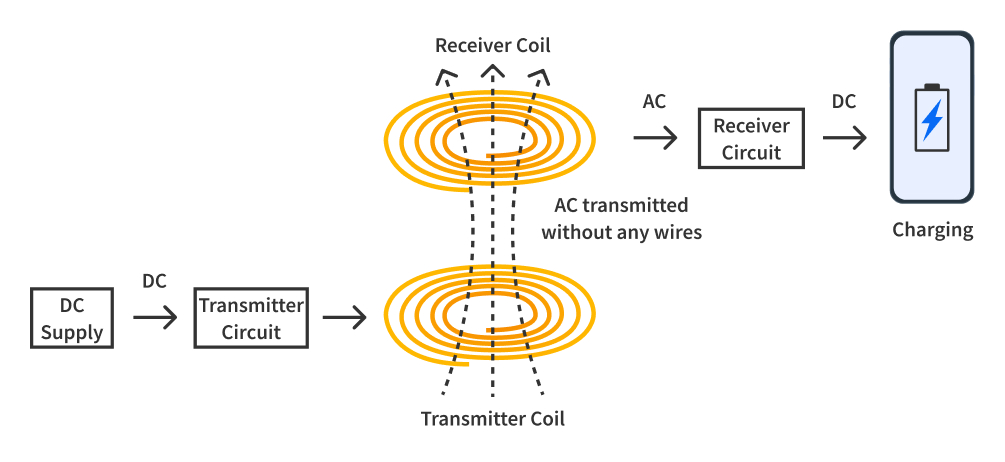 Receiver Coil
AC
Receiver
Circuit
DC
AC transmitted
without any wires
Charging
DC
Supply
DC
Transmitter
Circuit
Transmitter Coil